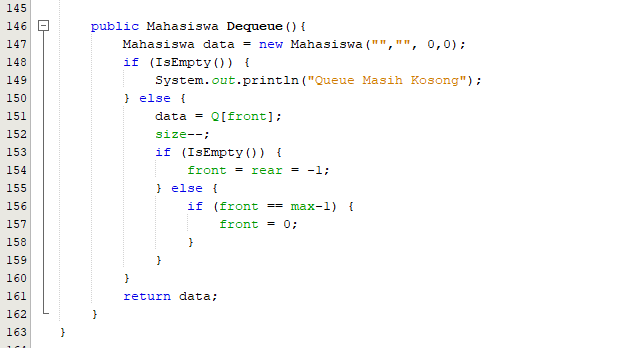 145
146 public Mahasiswa Dequeue(){
147 Mahasiswa data = new Mahasiswa("","", 0,0);
148 if (IsEmpty()) {
149 System.out.println("Queue Masih Kosong");
150 } else {
151 data = Q[front];
152 size--;
153 if (IsEmpty()) {
154 front = rear = -1;
155 } else {
156 if (front == max-1) {
157 front = 0;
158 }
159 }
160 }
161 return data;
162 }
163 }